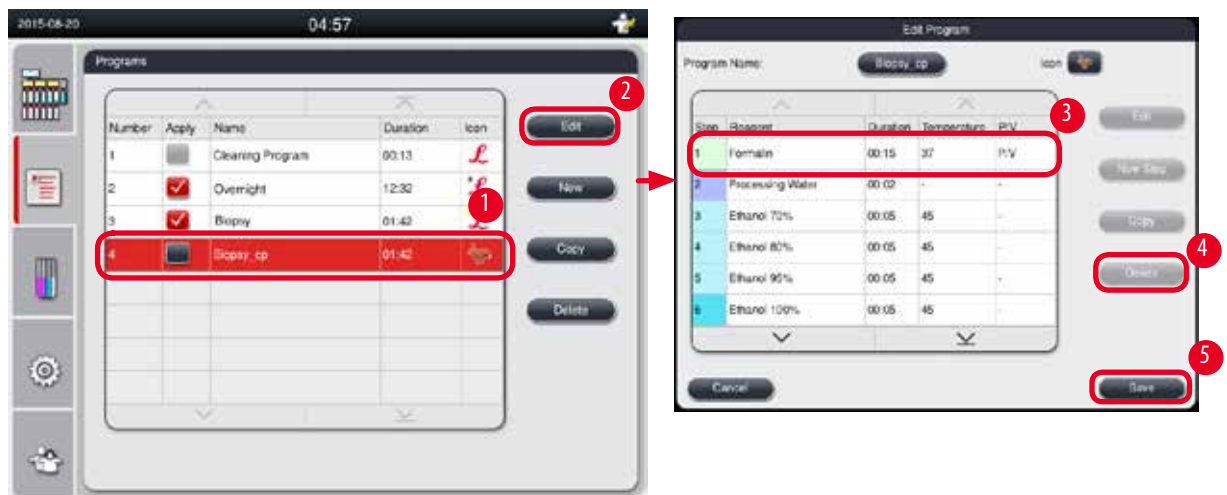 2015-08-20 04:57
Programs
2
Edit
Number Apply Name Duration Icon
1 Cleaning Program 00:13 L
2 Overnight 12:32 *L
New
1
3 Biopsy 01:42 L
4 Biopsy_cp 01:42
Copy
Delete
Edit Program
Program Name: Biopsy_cp Icon
3
Edit
Step Reagent Duration Temperature P/V
1 Formalin 00:15 37 P/V
New Step
2 Processing Water 00:02 - -
3 Ethanol 70% 00:05 45 -
Copy
4 Ethanol 80% 00:05 45 -
4
Delete
5 Ethanol 95% 00:05 45 -
6 Ethanol 100% 00:05 45 -
5
Cancel Save